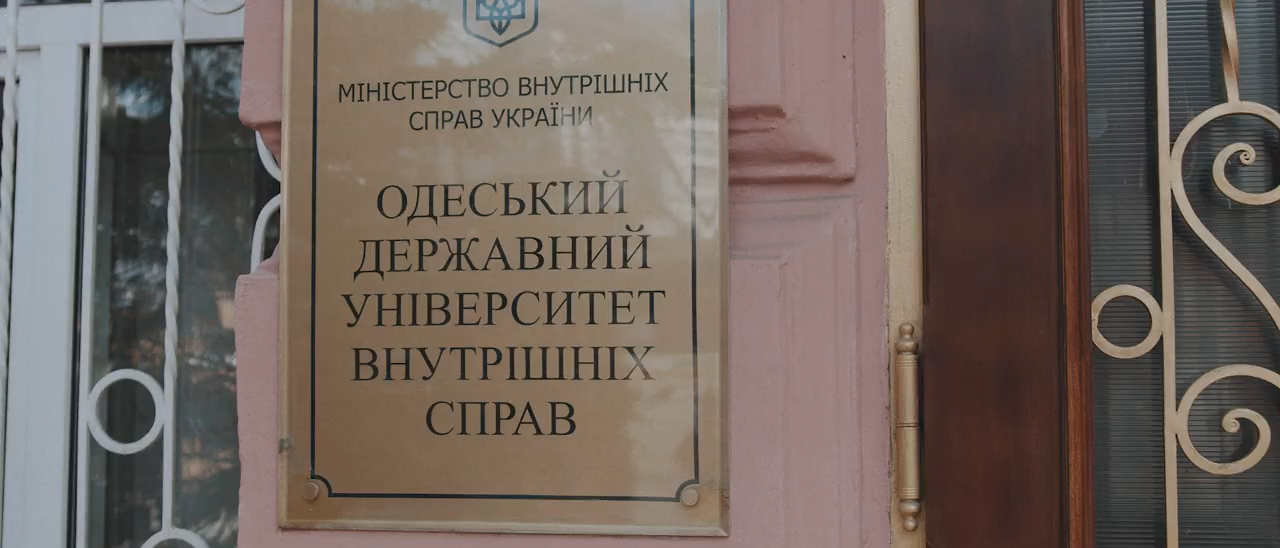 МІНІСТЕРСТВО ВНУТРІШНІХ
СПРАВ УКРАЇНИ
ОДЕСЬКИЙ
ДЕРЖАВНИЙ
УНІВЕРСИТЕТ
ВНУТРІШНІХ
СПРАВ